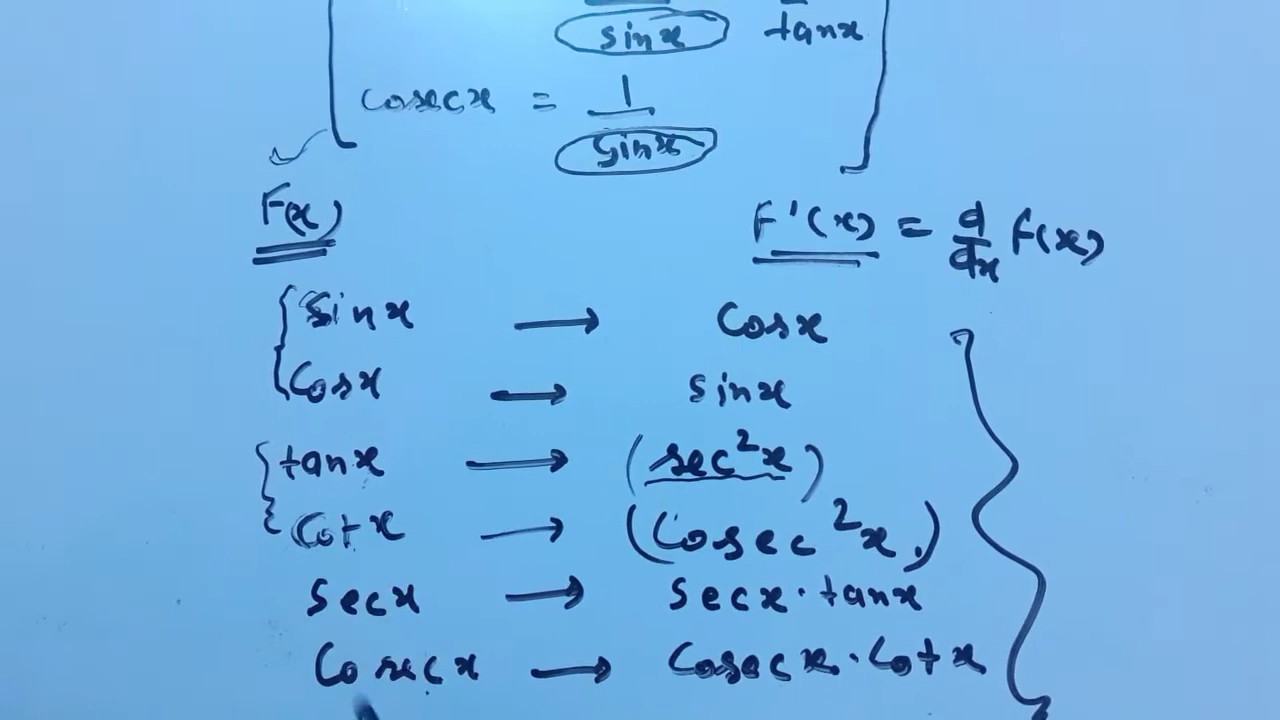 sinx tanx
cosecx = 1/sinx
F(x) F'(x) = d/dx F(x)
sinx → cosx
cosx → sinx
tanx → (sec²x)
cotx → (cosec²x.)
secx → secx·tanx
cosecx → cosecx·cotx